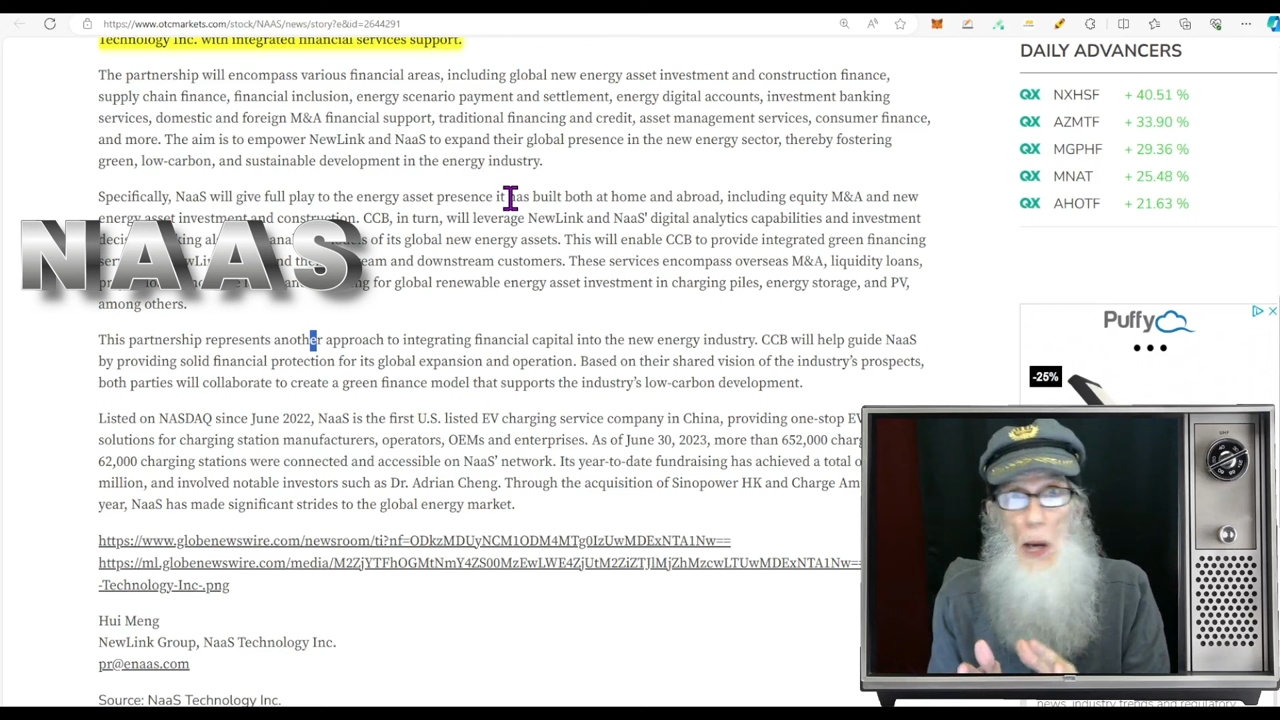 https://www.otcmarkets.com/stock/NAAS/news/story?e&id=2644291
Technology Inc. with integrated financial services support.
The partnership will encompass various financial areas, including global new energy asset investment and construction finance,
supply chain finance, financial inclusion, energy scenario payment and settlement, energy digital accounts, investment banking
services, domestic and foreign M&A financial support, traditional financing and credit, asset management services, consumer finance,
and more. The aim is to empower NewLink and NaaS to expand their global presence in the new energy sector, thereby fostering
green, low-carbon, and sustainable development in the energy industry.
Specifically, NaaS will give full play to the energy asset presence it has built both at home and abroad, including equity M&A and new
energy asset investment and construction. CCB, in turn, will leverage NewLink and NaaS' digital analytics capabilities and investment
of its global new energy assets. This will enable CCB to provide integrated green financing
and downstream customers. These services encompass overseas M&A, liquidity loans,
for global renewable energy asset investment in charging piles, energy storage, and PV,
among others.
NAAS
This partnership represents another approach to integrating financial capital into the new energy industry. CCB will help guide NaaS
by providing solid financial protection for its global expansion and operation. Based on their shared vision of the industry's prospects,
both parties will collaborate to create a green finance model that supports the industry's low-carbon development.
Listed on NASDAQ since June 2022, NaaS is the first U.S. listed EV charging service company in China, providing one-stop EV
solutions for charging station manufacturers, operators, OEMs and enterprises. As of June 30, 2023, more than 652,000
62,000 charging stations were connected and accessible on NaaS' network. Its year-to-date fundraising has achieved a total
million, and involved notable investors such as Dr. Adrian Cheng. Through the acquisition of Sinopower HK and Charge
year, NaaS has made significant strides to the global energy market.
https://www.globenewswire.com/newsroom/ti?nf=ODkzMDUyNCM1ODM4MTg0IzUwMDExNTA1Nw==
https://ml.globenewswire.com/media/M2ZjYTFhOGMtNmY4ZS00MzEwLWE4ZjUtM2ZiZTJlMjZhMzcwLTUwMDExNTA1Nw==
-Technology-Inc-.png
Hui Meng
NewLink Group, NaaS Technology Inc.
pr@enaas.com
Source: NaaS Technology Inc.
DAILY ADVANCERS
QX NXHSF + 40.51 %
QX AZMTF + 33.90 %
QX MGPHF + 29.36 %
QX MNAT + 25.48 %
QX AHOTF + 21.63 %
Puffy
-25%
news, industry trends and regulatory